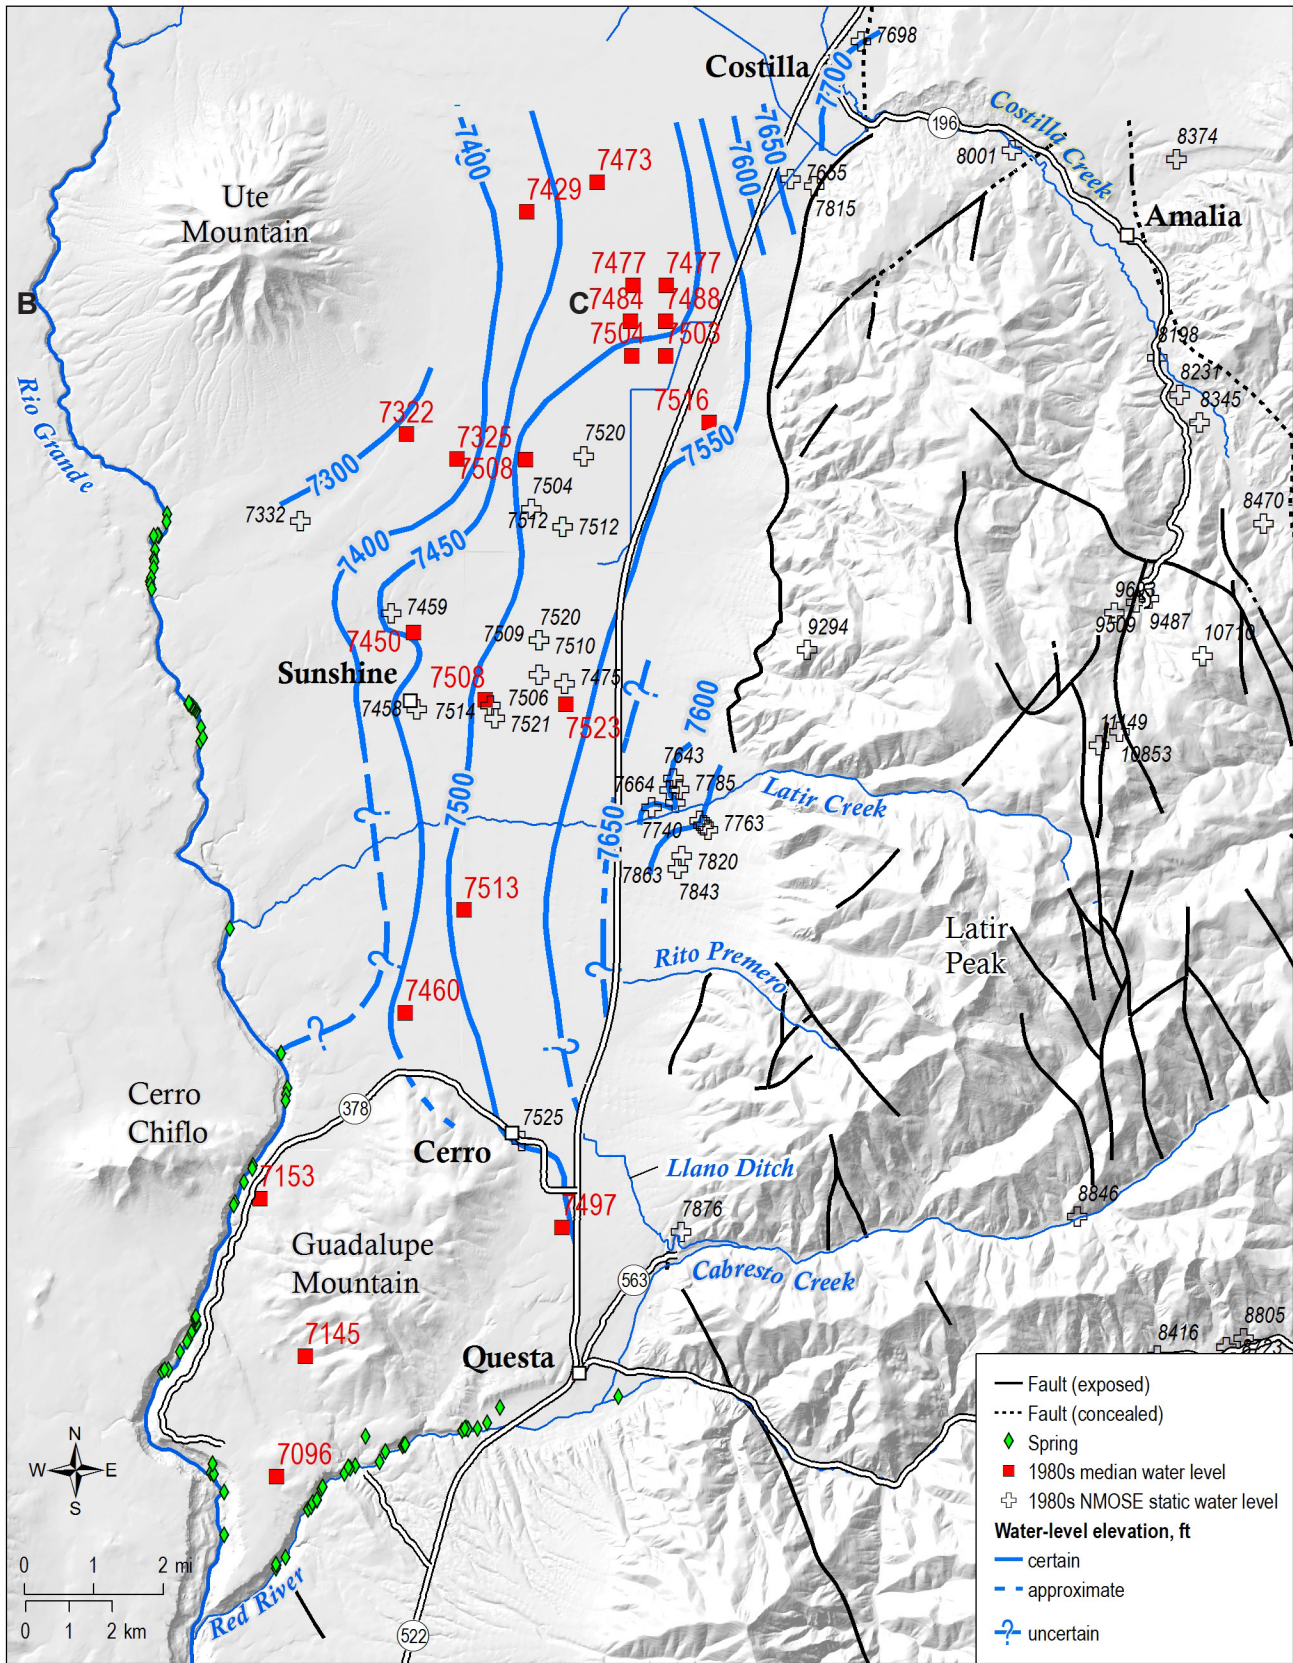 7698
Costilla
7700
Costilla Creek
196
8001
8374
7400
7650
7600
7473
7429
7655
7815
Ute
Mountain
Amalia
7477
7477
B
C
7484
7488
7504
7503
8198
8231
8345
Rio Grande
7322
7516
7325
7520
7550
7508
7300
7504
8470
7332
7512
7512
7400
7450
7459
9487
9509
10710
7450
7520
7509
7510
9294
Sunshine
7508
7475
7506
7458
7514
7521
7523
?
7600
11149
10853
7643
7664
7785
Latir Creek
7500
?
7650
7740
7763
7820
7863
7843
7513
Latir
Peak
?
?
Rito Premero
7460
?
?
Cerro
Chiflo
378
7525
Cerro
Llano Ditch
7153
7497
7876
8846
Guadalupe
Mountain
Cabresto Creek
563
7145
Questa
8805
8416
N
W E
S
7096
0 1 2 mi
0 1 2 km
Red River
522
Fault (exposed)
Fault (concealed)
Spring
1980s median water level
1980s NMOSE static water level
Water-level elevation, ft
certain
approximate
? uncertain